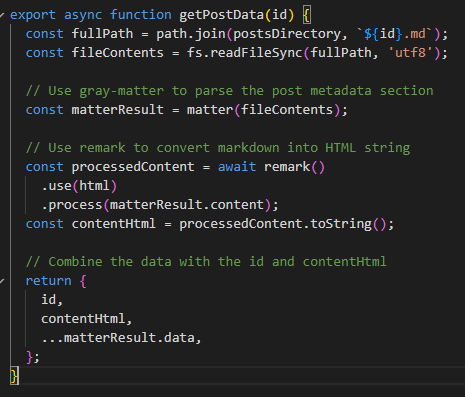 export async function getPostData(id) {
  const fullPath = path.join(postsDirectory, `${id}.md`);
  const fileContents = fs.readFileSync(fullPath, 'utf8');

  // Use gray-matter to parse the post metadata section
  const matterResult = matter(fileContents);

  // Use remark to convert markdown into HTML string
  const processedContent = await remark()
    .use(html)
    .process(matterResult.content);
  const contentHtml = processedContent.toString();

  // Combine the data with the id and contentHtml
  return {
    id,
    contentHtml,
    ...matterResult.data,
  };
}